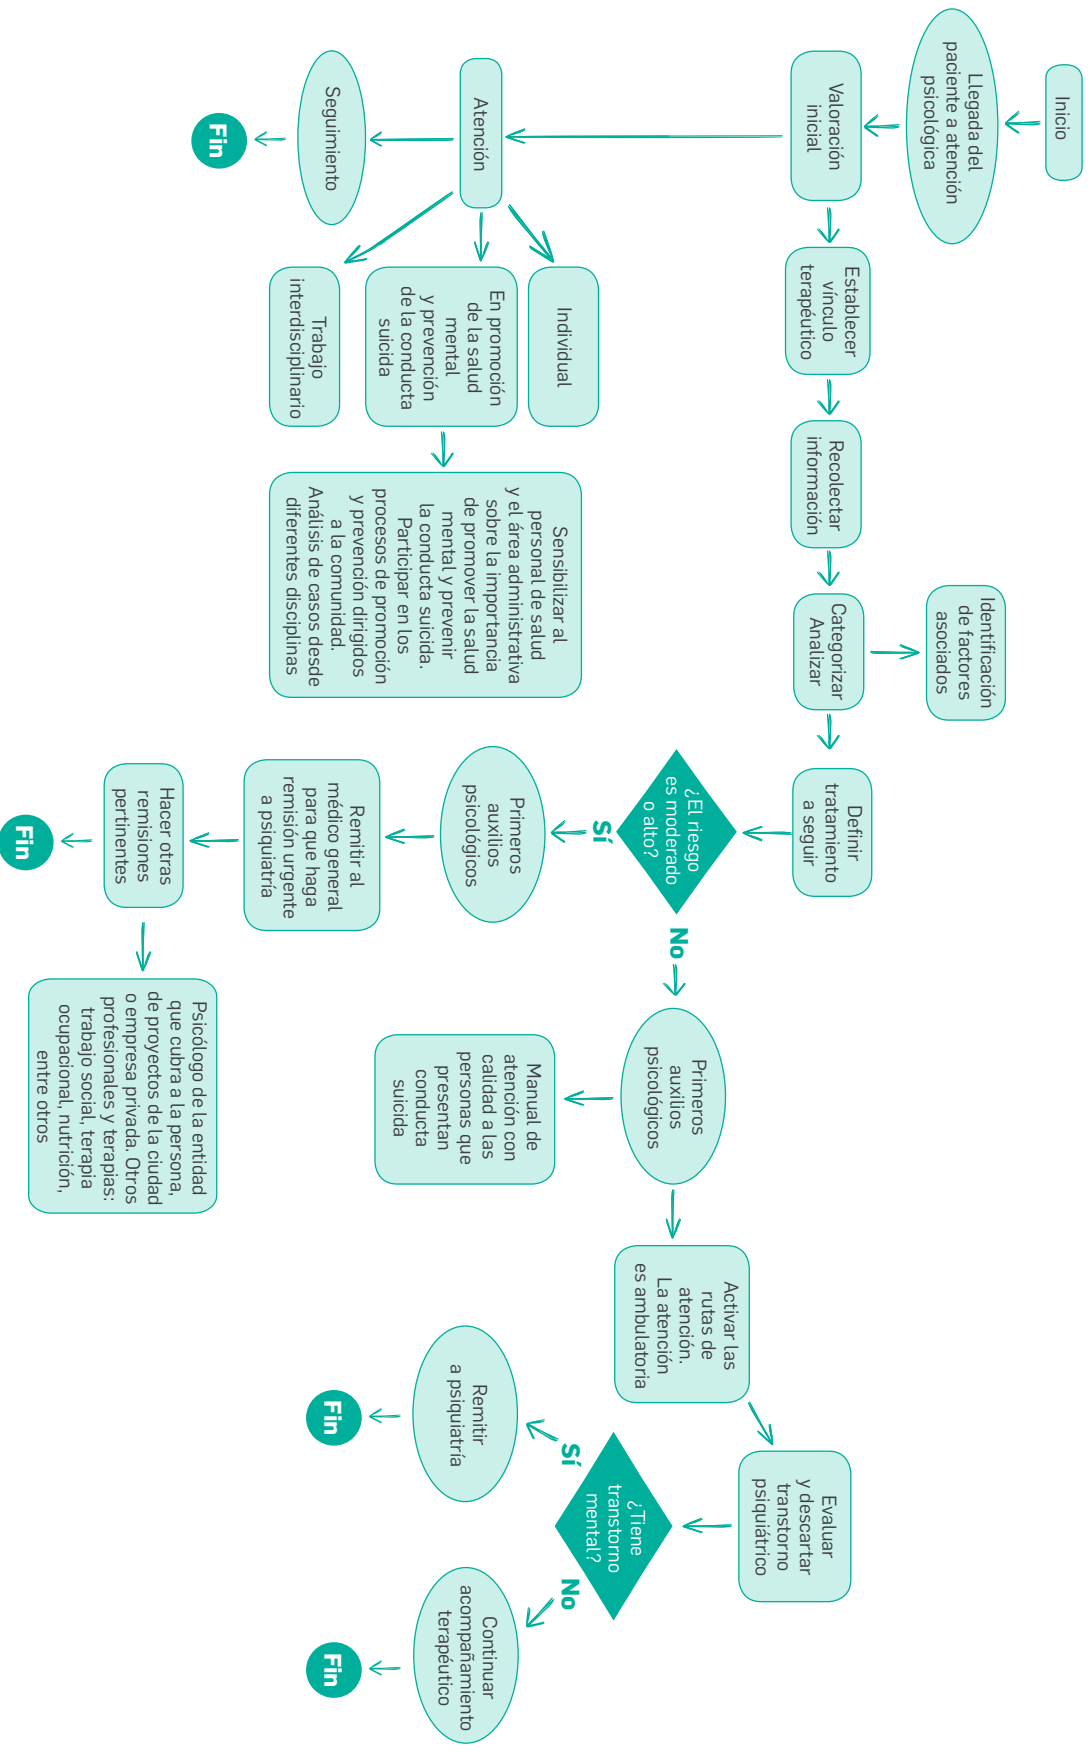 Inicio
Llegada del
paciente a atención
psicológica
Valoración
inicial
Establecer
vínculo
terapéutico
Recolectar
información
Categorizar
Analizar
Identificación
de factores
asociados
Definir
tratamiento
a seguir
¿El riesgo
es moderado
o alto?
Sí
Primeros
auxilios
psicológicos
Remitir al
médico general
para que haga
remisión urgente
a psiquiatría
Hacer otras
remisiones
pertinentes
Fin
Psicólogo de la entidad
que cubra a la persona,
de proyectos de la ciudad
o empresa privada. Otros
profesionales y terapias:
trabajo social, terapia
ocupacional, nutrición,
entre otros
No
Primeros
auxilios
psicológicos
Manual de
atención con
calidad a las
personas que
presentan
conducta
suicida
Activar las
rutas de
atención.
La atención
es ambulatoria
Evaluar
y descartar
transtorno
psiquiátrico
¿Tiene
transtorno
mental?
Sí
Remitir
a psiquiatría
Fin
No
Continuar
acompañamiento
terapéutico
Fin
Atención
Individual
En promoción
de la salud
mental
y prevención
de la conducta
suicida
Sensibilizar al
personal de salud
y el área administrativa
sobre la importancia
de promover la salud
mental y prevenir
la conducta suicida.
Participar en los
procesos de promoción
y prevención dirigidos
a la comunidad.
Análisis de casos desde
diferentes disciplinas
Trabajo
interdisciplinario
Seguimiento
Fin